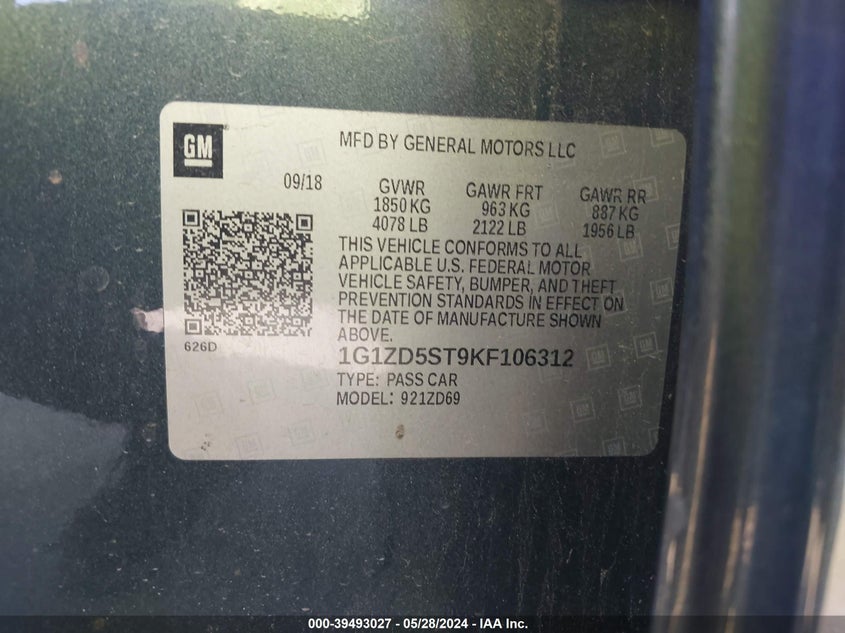 GM
MFD BY GENERAL MOTORS LLC
09/18
GVWR GAWR FRT GAWR RR
1850 KG 963 KG 887 KG
4078 LB 2122 LB 1956 LB
THIS VEHICLE CONFORMS TO ALL
APPLICABLE U.S. FEDERAL MOTOR
VEHICLE SAFETY, BUMPER, AND THEFT
PREVENTION STANDARDS IN EFFECT ON
THE DATE OF MANUFACTURE SHOWN
ABOVE.
626D
1G1ZD5ST9KF106312
TYPE: PASS CAR
MODEL: 921ZD69
000-39493027 - 05/28/2024 - IAA Inc.